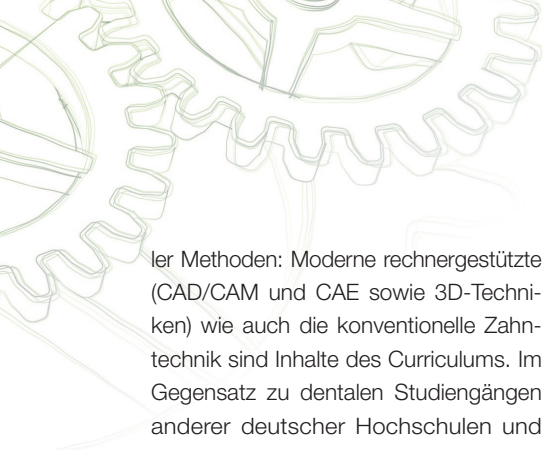 ler Methoden: Moderne rechnergestützte
(CAD/CAM und CAE sowie 3D-Techni-
ken) wie auch die konventionelle Zahn-
technik sind Inhalte des Curriculums. Im
Gegensatz zu dentalen Studiengängen
anderer deutscher Hochschulen und